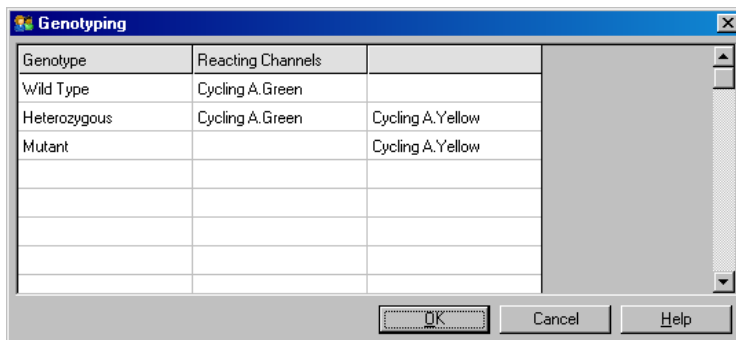 Genotyping
Genotype Reacting Channels
Wild Type Cycling A.Green
Heterozygous Cycling A.Green Cycling A.Yellow
Mutant Cycling A.Yellow
OK Cancel Help